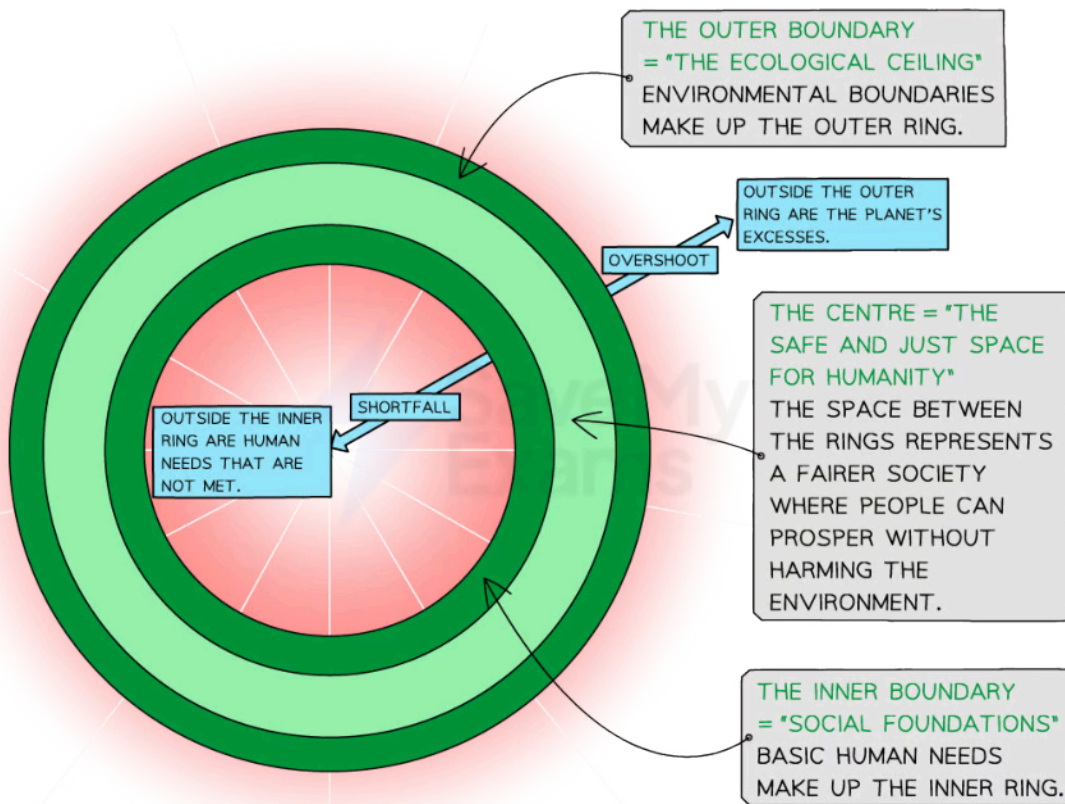 THE OUTER BOUNDARY
= "THE ECOLOGICAL CEILING"
ENVIRONMENTAL BOUNDARIES
MAKE UP THE OUTER RING.
OUTSIDE THE OUTER
RING ARE THE PLANET'S
EXCESSES.
OVERSHOOT
THE CENTRE = "THE
SAFE AND JUST SPACE
FOR HUMANITY"
THE SPACE BETWEEN
THE RINGS REPRESENTS
A FAIRER SOCIETY
WHERE PEOPLE CAN
PROSPER WITHOUT
HARMING THE
ENVIRONMENT.
SHORTFALL
OUTSIDE THE INNER
RING ARE HUMAN
NEEDS THAT ARE
NOT MET.
SaveMy
Exams
THE INNER BOUNDARY
= "SOCIAL FOUNDATIONS"
BASIC HUMAN NEEDS
MAKE UP THE INNER RING.